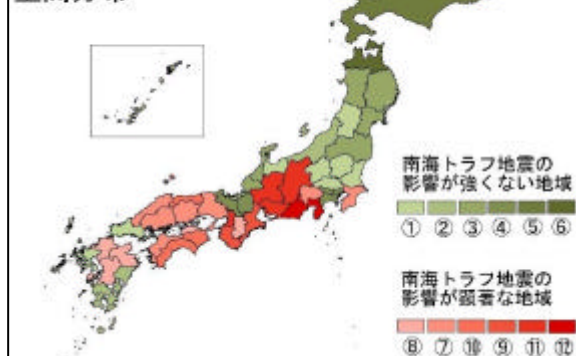 南海トラフ地震の
影響が強くない地域
① ② ③ ④ ⑤ ⑥
南海トラフ地震の
影響が顕著な地域
⑧ ⑦ ⑩ ⑨ ⑪ ⑫